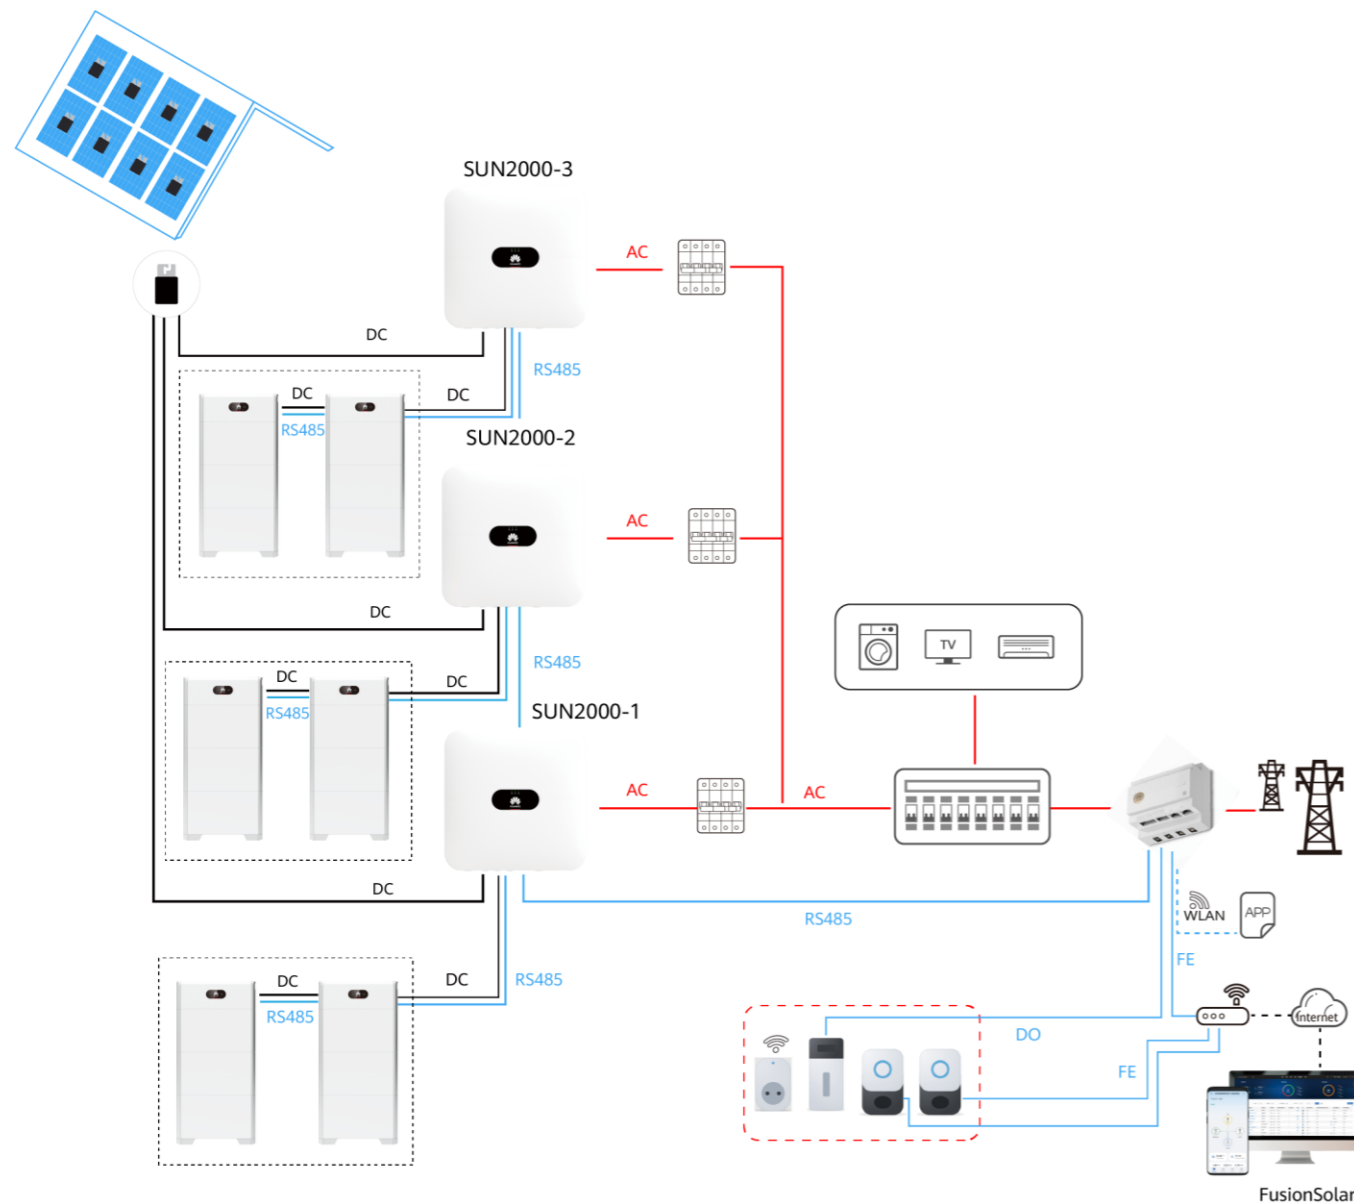 SUN2000-3
AC
DC
RS485
DC
DC
RS485
SUN2000-2
AC
DC
RS485
TV
DC
DC
RS485
SUN2000-1
AC
AC
DC
RS485
WLAN
APP
FE
DC
DC
RS485
RS485
Internet
DO
FE
FusionSolar